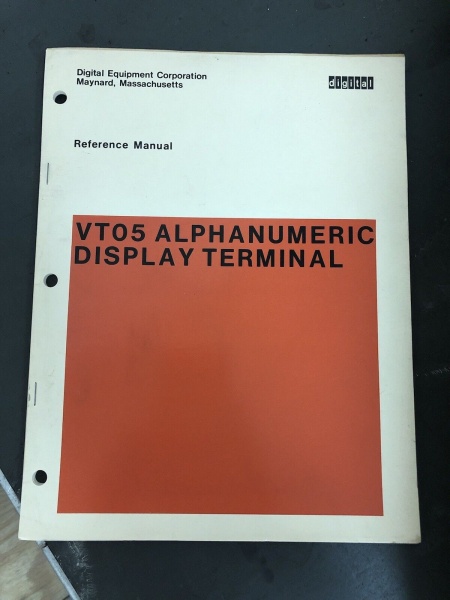 Digital Equipment Corporation
Maynard, Massachusetts
digital
Reference Manual
VT05 ALPHANUMERIC
DISPLAY TERMINAL